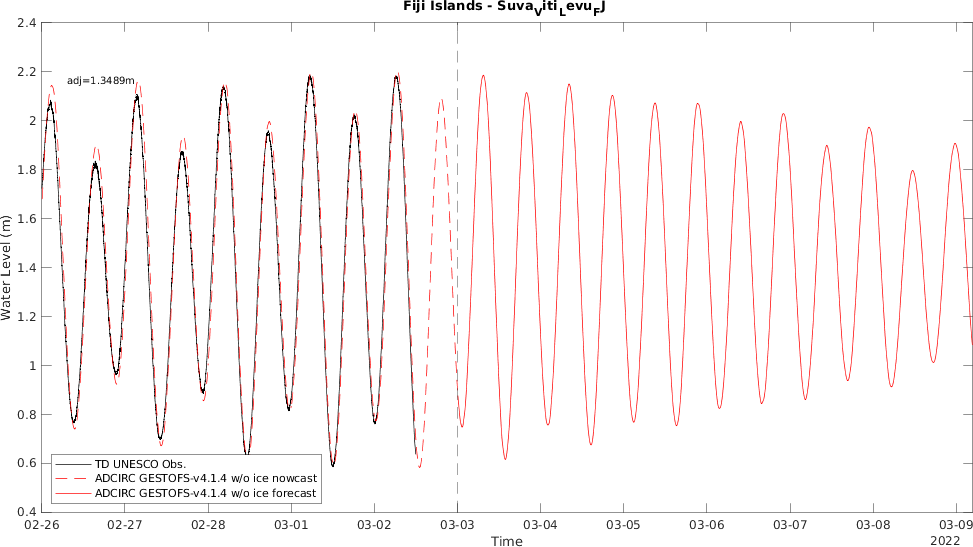 Fiji Islands - SuvaVitiLevuFJ
2.4
2.2
2
1.8
1.6
1.4
1.2
1
0.8
0.6
0.4
Water Level (m)
adj=1.3489m
TD UNESCO Obs.
ADCIRC GESTOFS-v4.1.4 w/o ice nowcast
ADCIRC GESTOFS-v4.1.4 w/o ice forecast
02-26 02-27 02-28 03-01 03-02 03-03 03-04 03-05 03-06 03-07 03-08 03-09
Time
2022